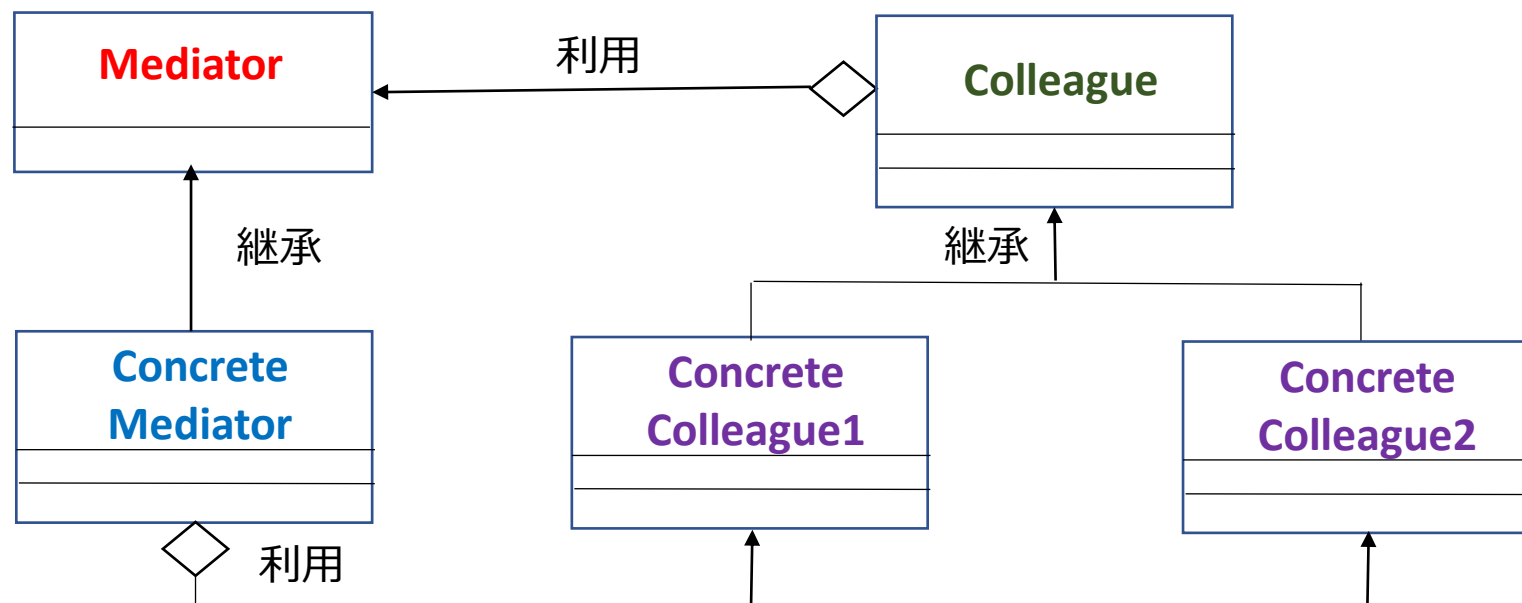 Mediator
利用
Colleague
継承
継承
Concrete
Mediator
Concrete
Colleague1
Concrete
Colleague2
利用